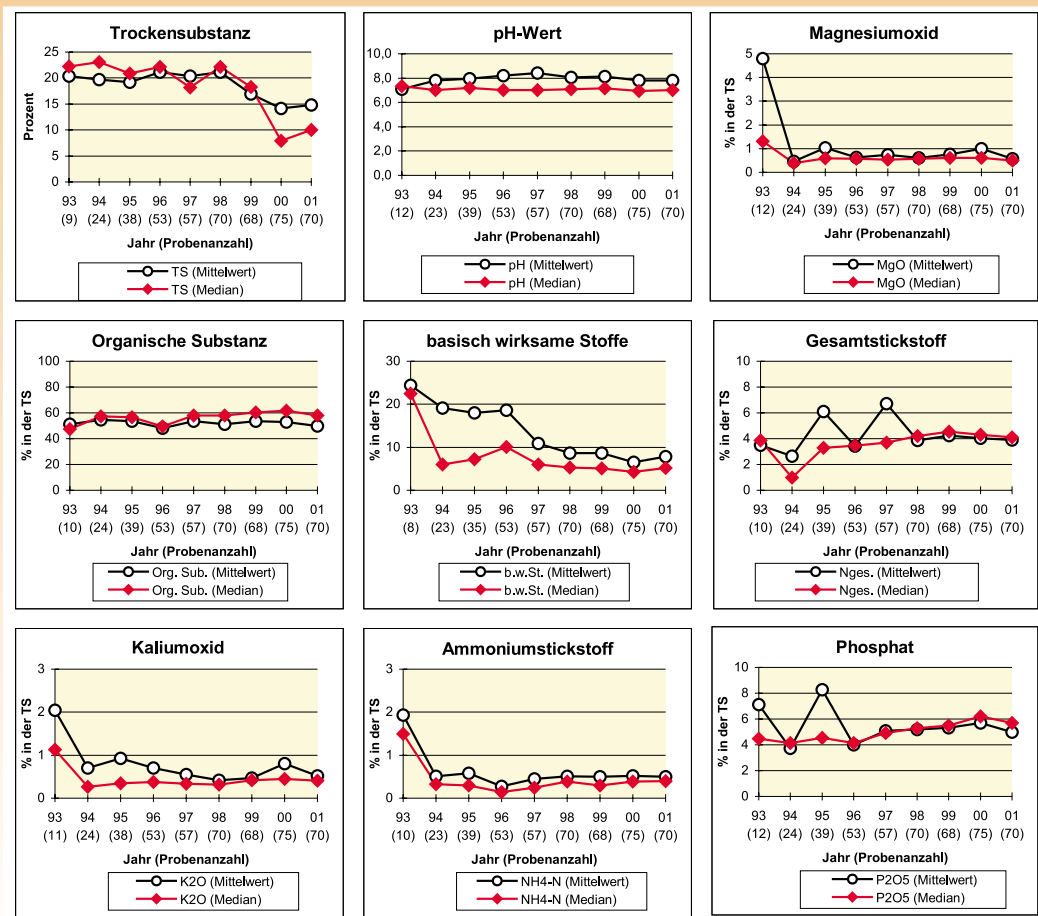 Trockensubstanz
Prozent
25
20
15
10
5
0
93 94 95 96 97 98 99 00 01
(9) (24) (38) (53) (57) (70) (68) (75) (70)
Jahr (Probenanzahl)
TS (Mittelwert)
TS (Median)
pH-Wert
10,0
8,0
6,0
4,0
2,0
0,0
93 94 95 96 97 98 99 00 01
(12) (23) (39) (53) (57) (70) (68) (75) (70)
Jahr (Probenanzahl)
pH (Mittelwert)
pH (Median)
Magnesiumoxid
% in der TS
5
4
3
2
1
0
93 94 95 96 97 98 99 00 01
(12) (24) (39) (53) (57) (70) (68) (75) (70)
Jahr (Probenanzahl)
MgO (Mittelwert)
MgO (Median)
Organische Substanz
% in der TS
100
80
60
40
20
0
93 94 95 96 97 98 99 00 01
(10) (24) (39) (53) (57) (70) (68) (75) (70)
Jahr (Probenanzahl)
Org. Sub. (Mittelwert)
Org. Sub. (Median)
basisch wirksame Stoffe
% in der TS
30
20
10
0
93 94 95 96 97 98 99 00 01
(8) (23) (35) (53) (57) (70) (68) (75) (70)
Jahr (Probenanzahl)
b.w.St. (Mittelwert)
b.w.St. (Median)
Gesamtstickstoff
% in der TS
10
8
6
4
2
0
93 94 95 96 97 98 99 00 01
(10) (24) (39) (53) (57) (70) (68) (75) (70)
Jahr (Probenanzahl)
Nges. (Mittelwert)
Nges. (Median)
Kaliumoxid
% in der TS
3
2
1
0
93 94 95 96 97 98 99 00 01
(11) (24) (38) (53) (57) (70) (68) (75) (70)
Jahr (Probenanzahl)
K2O (Mittelwert)
K2O (Median)
Ammoniumstickstoff
% in der TS
3
2
1
0
93 94 95 96 97 98 99 00 01
(10) (23) (39) (53) (57) (70) (68) (75) (70)
Jahr (Probenanzahl)
NH4-N (Mittelwert)
NH4-N (Median)
Phosphat
% in der TS
10
8
6
4
2
0
93 94 95 96 97 98 99 00 01
(12) (24) (39) (53) (57) (70) (68) (75) (70)
Jahr (Probenanzahl)
P2O5 (Mittelwert)
P2O5 (Median)